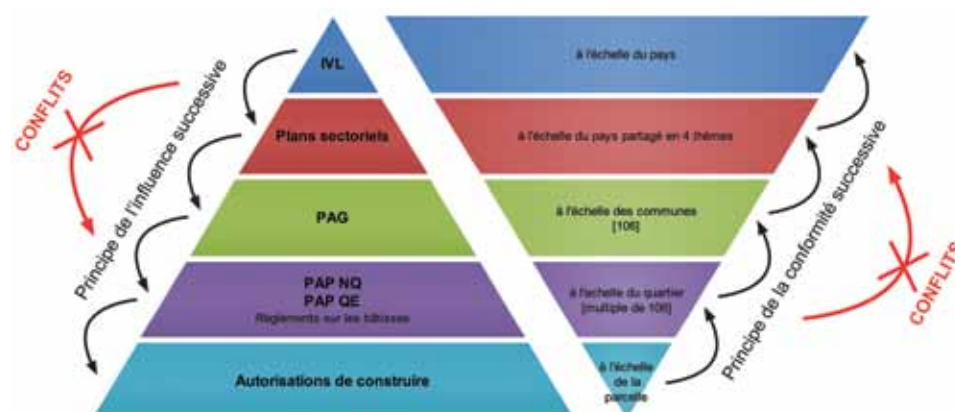 IVL
Plans sectoriels
PAG
PAP NQ
PAP QE
Règlements sur les bâtisses
Autorisations de construire
à l'échelle du pays
à l'échelle du pays partagé en 4 thèmes
à l'échelle des communes
[106]
à l'échelle du quartier
[multiple de 106]
à l'échelle
de la
parcelle
CONFLITS
Principe de l'influence successive
Principe de la conformité successive
CONFLITS